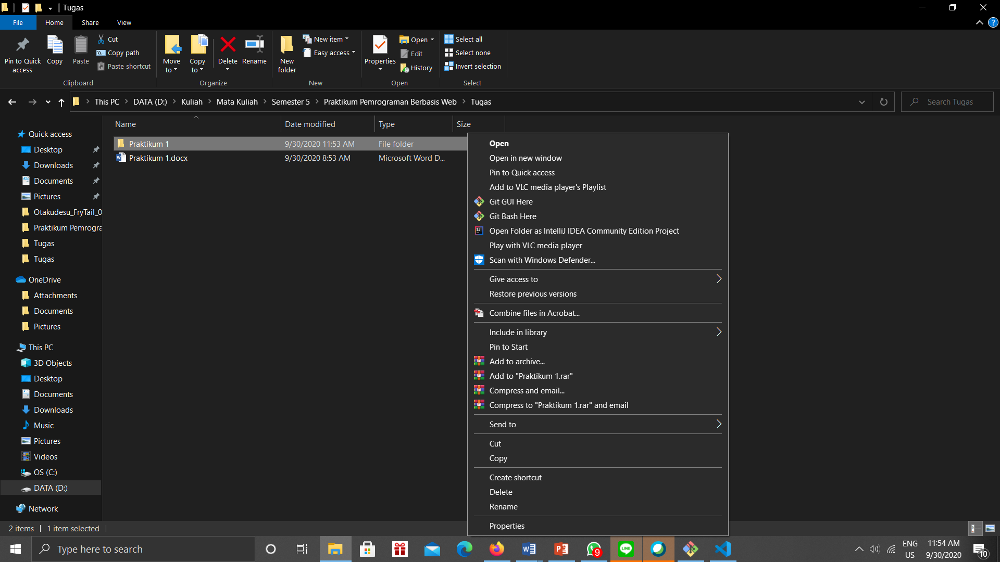 Tugas
File Home Share View
Pin to Quick access
Copy
Paste
Cut
Copy path
Paste shortcut
Clipboard
Move to
Copy to
Delete
Rename
Organize
New folder
New item
Easy access
New
Properties
Open
Edit
History
Open
Select all
Select none
Invert selection
Select
This PC DATA (D:) Kuliah Mata Kuliah Semester 5 Praktikum Pemrograman Berbasis Web Tugas
Search Tugas
Quick access
Desktop
Downloads
Documents
Pictures
Otakudesu_FryTail_0
Praktikum Pemrogra
Tugas
Tugas
OneDrive
Attachments
Documents
Pictures
This PC
3D Objects
Desktop
Documents
Downloads
Music
Pictures
Videos
OS (C:)
DATA (D:)
Network
Name Date modified Type Size
Praktikum 1 9/30/2020 11:53 AM File folder
Praktikum 1.docx 9/30/2020 8:53 AM Microsoft Word D...
Open
Open in new window
Pin to Quick access
Add to VLC media player's Playlist
Git GUI Here
Git Bash Here
Open Folder as IntelliJ IDEA Community Edition Project
Play with VLC media player
Scan with Windows Defender...
Give access to
Restore previous versions
Combine files in Acrobat...
Include in library
Pin to Start
Add to archive...
Add to "Praktikum 1.rar"
Compress and email...
Compress to "Praktikum 1.rar" and email
Send to
Cut
Copy
Create shortcut
Delete
Rename
Properties
2 items 1 item selected
Type here to search
9
LINE
ENG
US
11:54 AM
9/30/2020
10